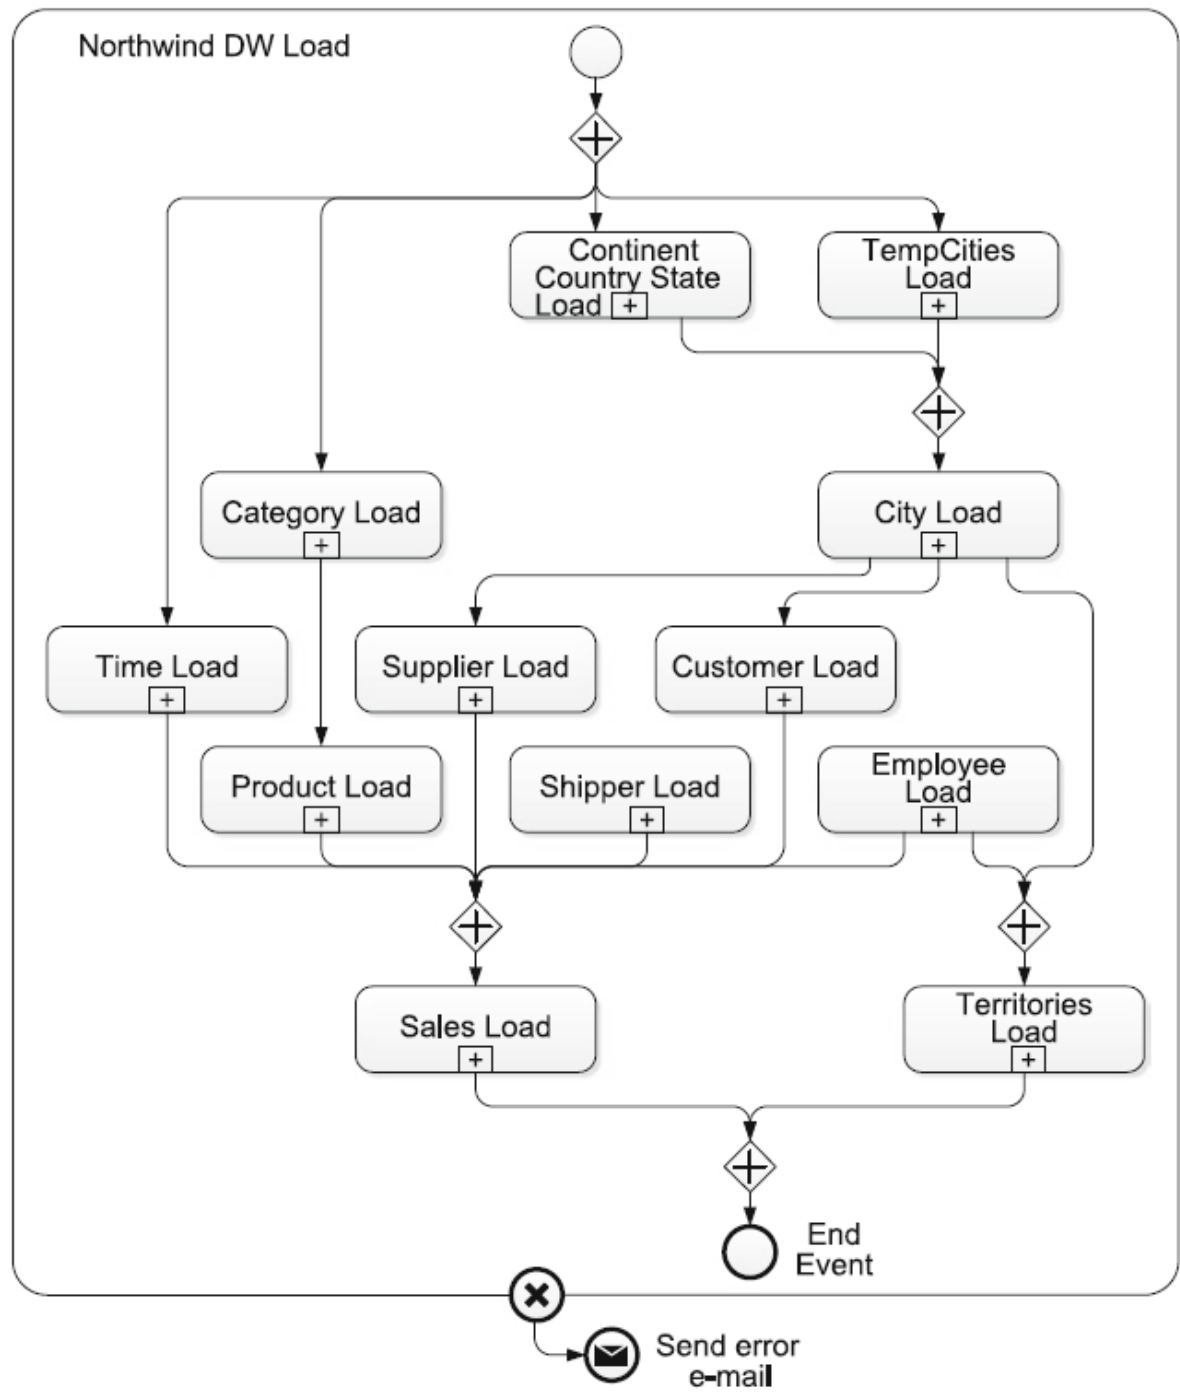 Northwind DW Load
Continent
Country State
Load
TempCities
Load
Category Load
City Load
Time Load
Supplier Load
Customer Load
Product Load
Shipper Load
Employee
Load
Sales Load
Territories
Load
End
Event
Send error
e-mail